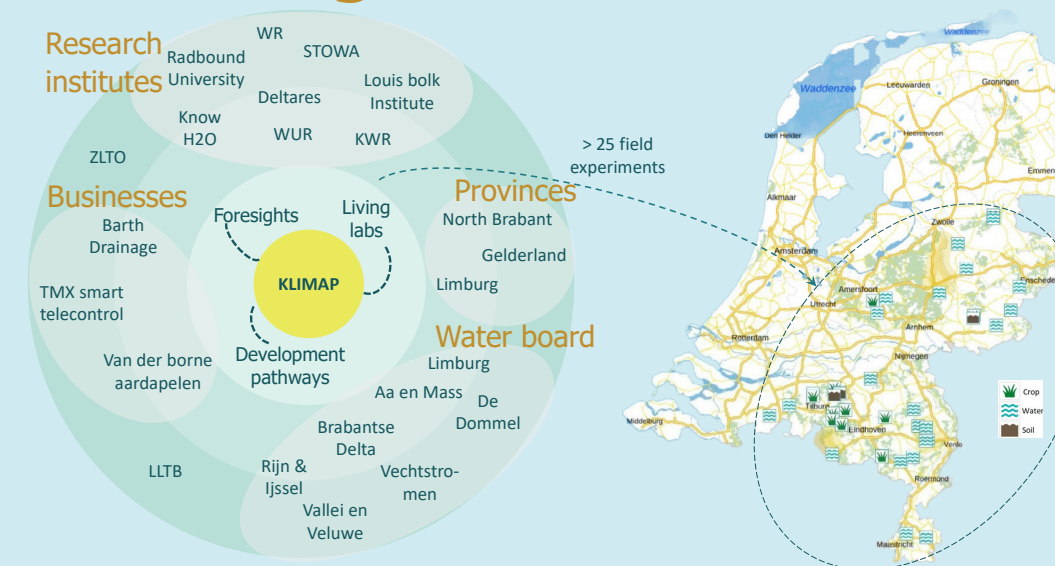 Research
institutes
WR
STOWA
Radbound
University
Louis bolk
Institute
Deltares
Know
H2O
WUR
KWR
ZLTO
Businesses
Barth
Drainage
TMX smart
telecontrol
Van der borne
aardapelen
LLTB
Foresights
Living
labs
KLIMAP
Development
pathways
Provinces
North Brabant
Gelderland
Limburg
Water board
Limburg
Aa en Mass
De
Dommel
Brabantse
Delta
Rijn &
Ijssel
Vechtstro-
men
Vallei en
Veluwe
> 25 field
experiments
Waddenzee
Leeuwarden
Groningen
Den Helder
Heerenveen
Emmen
Alkmaar
Zwolle
Amsterdam
Enschede
Amersfoort
Utrecht
Arnhem
Rotterdam
Nijmegen
Middelburg
Tilburg
Eindhoven
Venlo
Roermond
Maastricht
Crop
Water
Soil